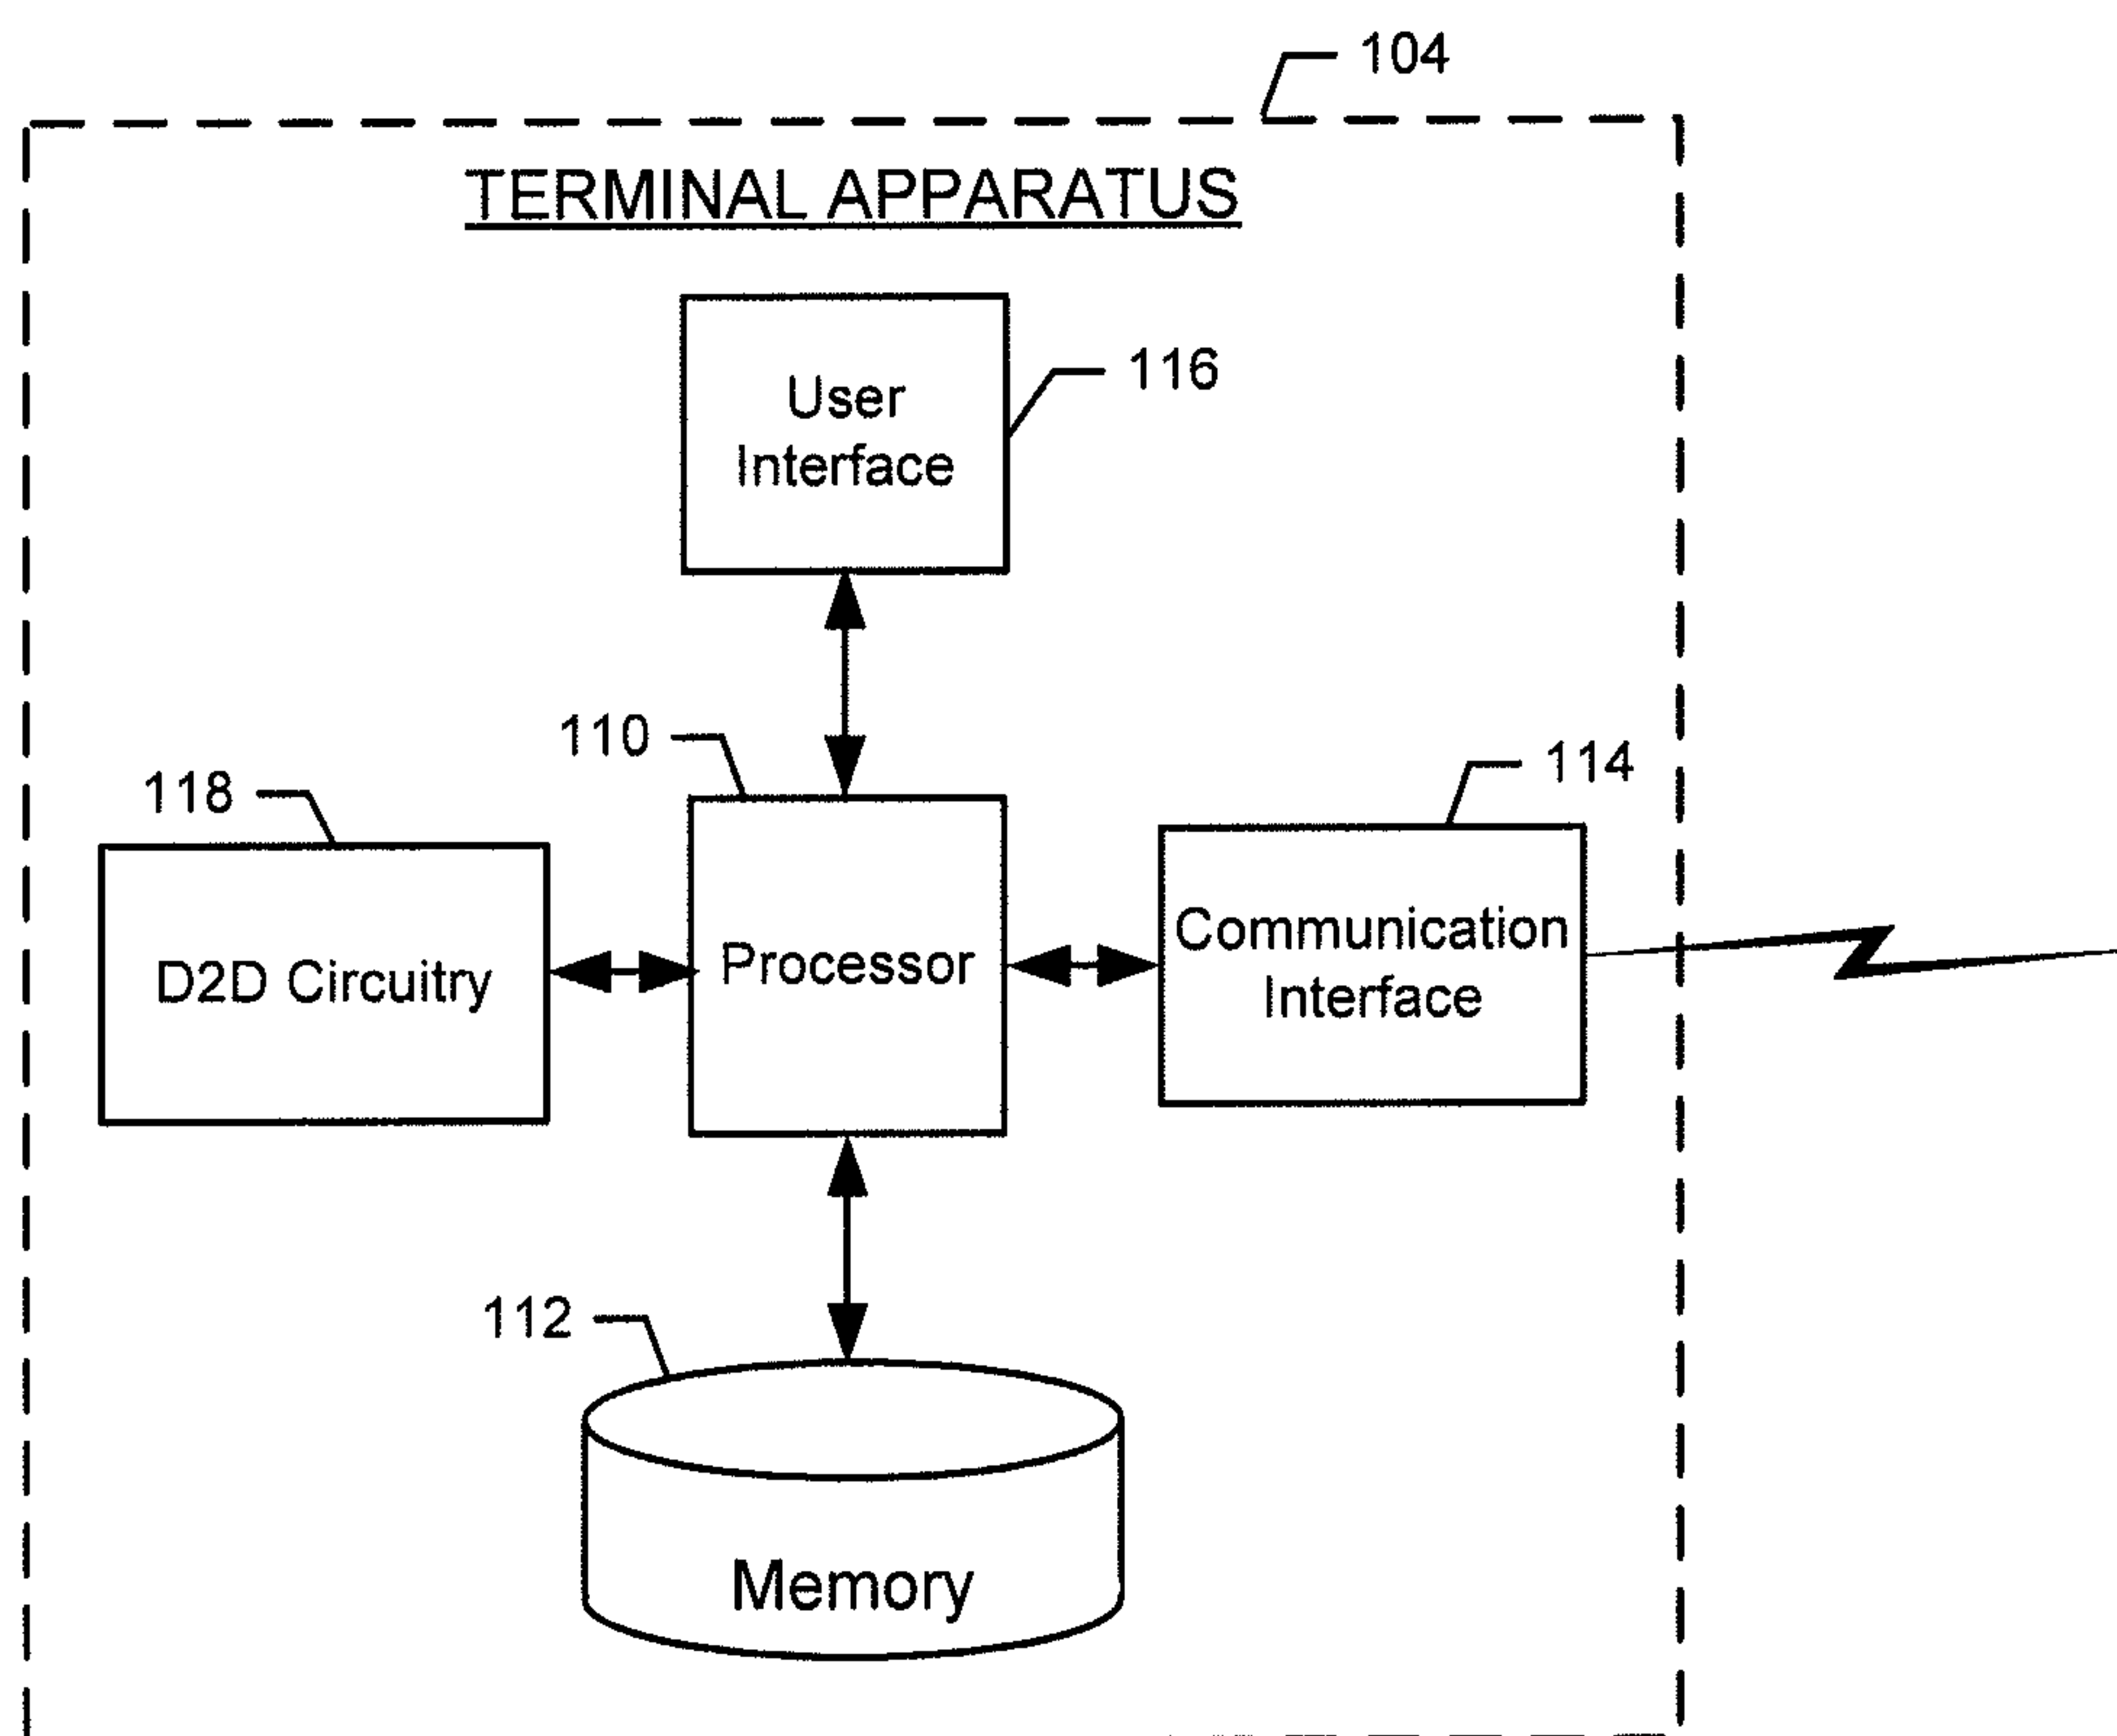 104
TERMINAL APPARATUS
User
Interface
116
110
114
118
Communication
Interface
Processor
D2D Circuitry
112
Memory